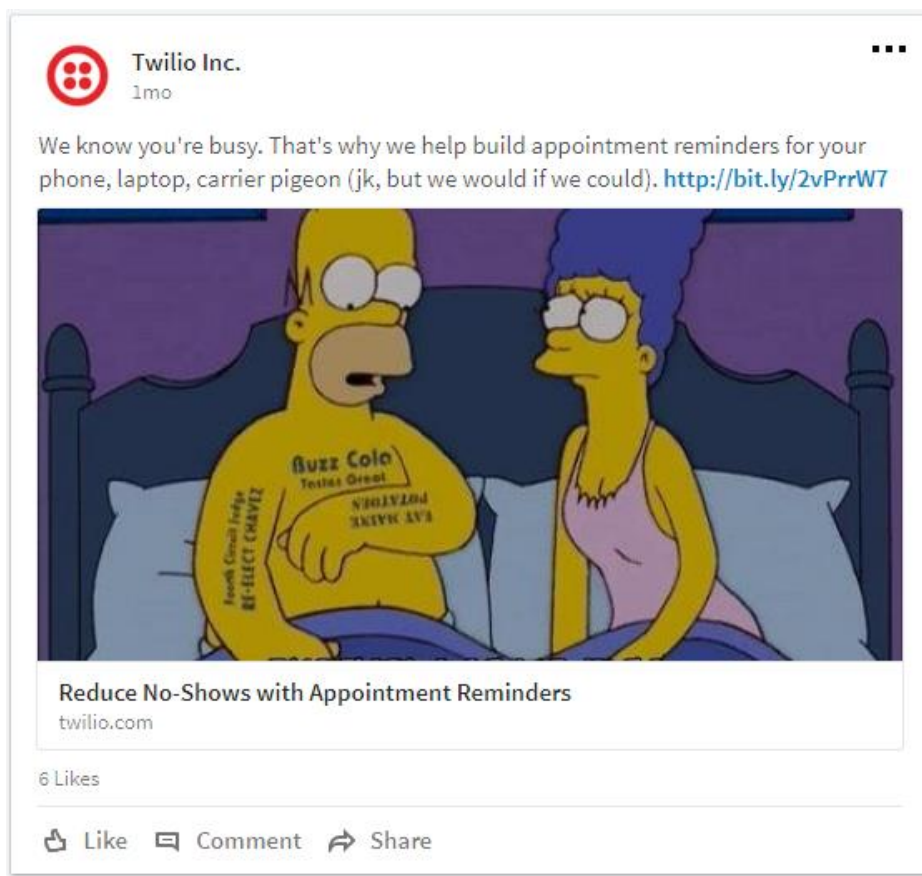 Twilio Inc.
1mo
We know you're busy. That's why we help build appointment reminders for your
phone, laptop, carrier pigeon (jk, but we would if we could). http://bit.ly/2vPrrW7
Buzz Cola
Tastes Great
EAT MAINE
POTATOES
Fourth Circuit Judge
RE-ELECT CHAVEZ
Reduce No-Shows with Appointment Reminders
twilio.com
6 Likes
Like Comment Share